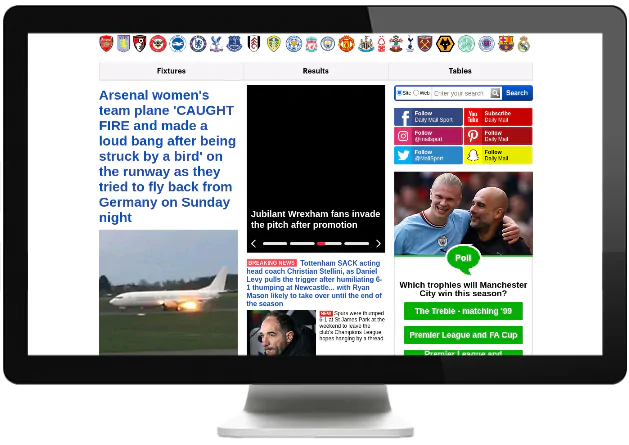 Fixtures
Results
Tables
Arsenal women's
team plane 'CAUGHT
FIRE and made a
loud bang after being
struck by a bird' on
the runway as they
tried to fly back from
Germany on Sunday
night
Jubilant Wrexham fans invade
the pitch after promotion
BREAKING NEWS Tottenham SACK acting
head coach Christian Stellini, as Daniel
Levy pulls the trigger after humiliating 6-
1 thumping at Newcastle... with Ryan
Mason likely to take over until the end of
the season
NEW Spurs were thumped
6-1 at St James Park at the
weekend to leave the
club's Champions League
hopes hanging by a thread
Site Web Enter your search Search
Follow
Daily Mail Sport
You Tube
Subscribe
Daily Mail
Follow
@mailsport
Follow
Daily Mail
Follow
@MailSport
Follow
Daily Mail
Poll
Which trophies will Manchester
City win this season?
The Treble - matching '99
Premier League and FA Cup
Premier League and